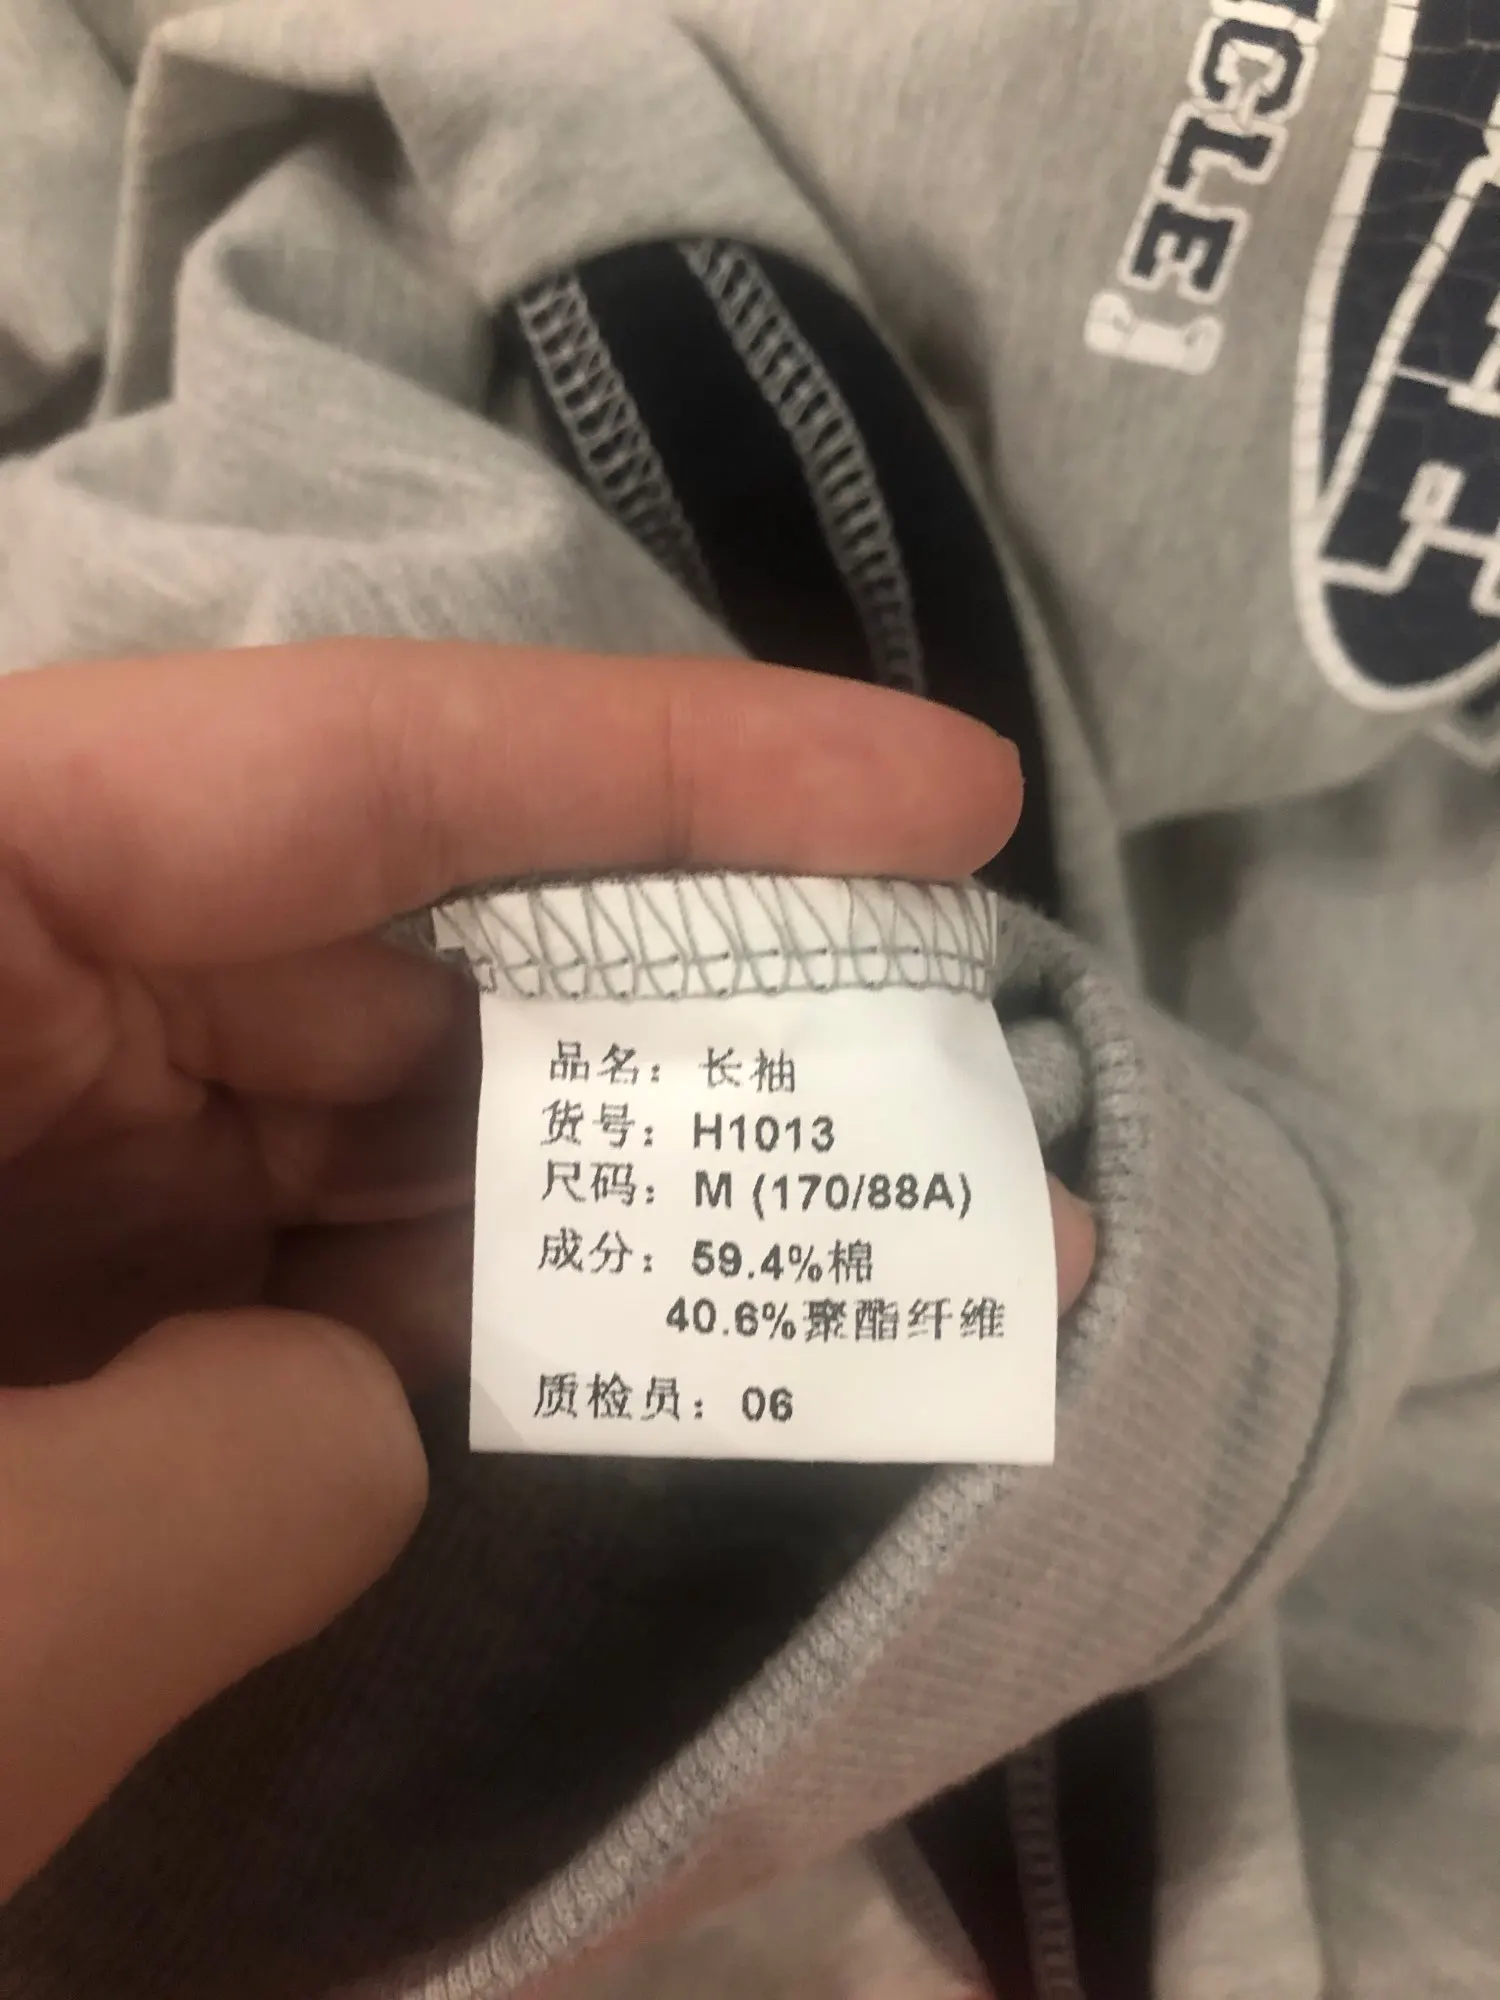 ICLE
品名：长袖
货号：H1013
尺码：M (170/88A)
成分：59.4%棉
40.6%聚酯纤维
质检员：06